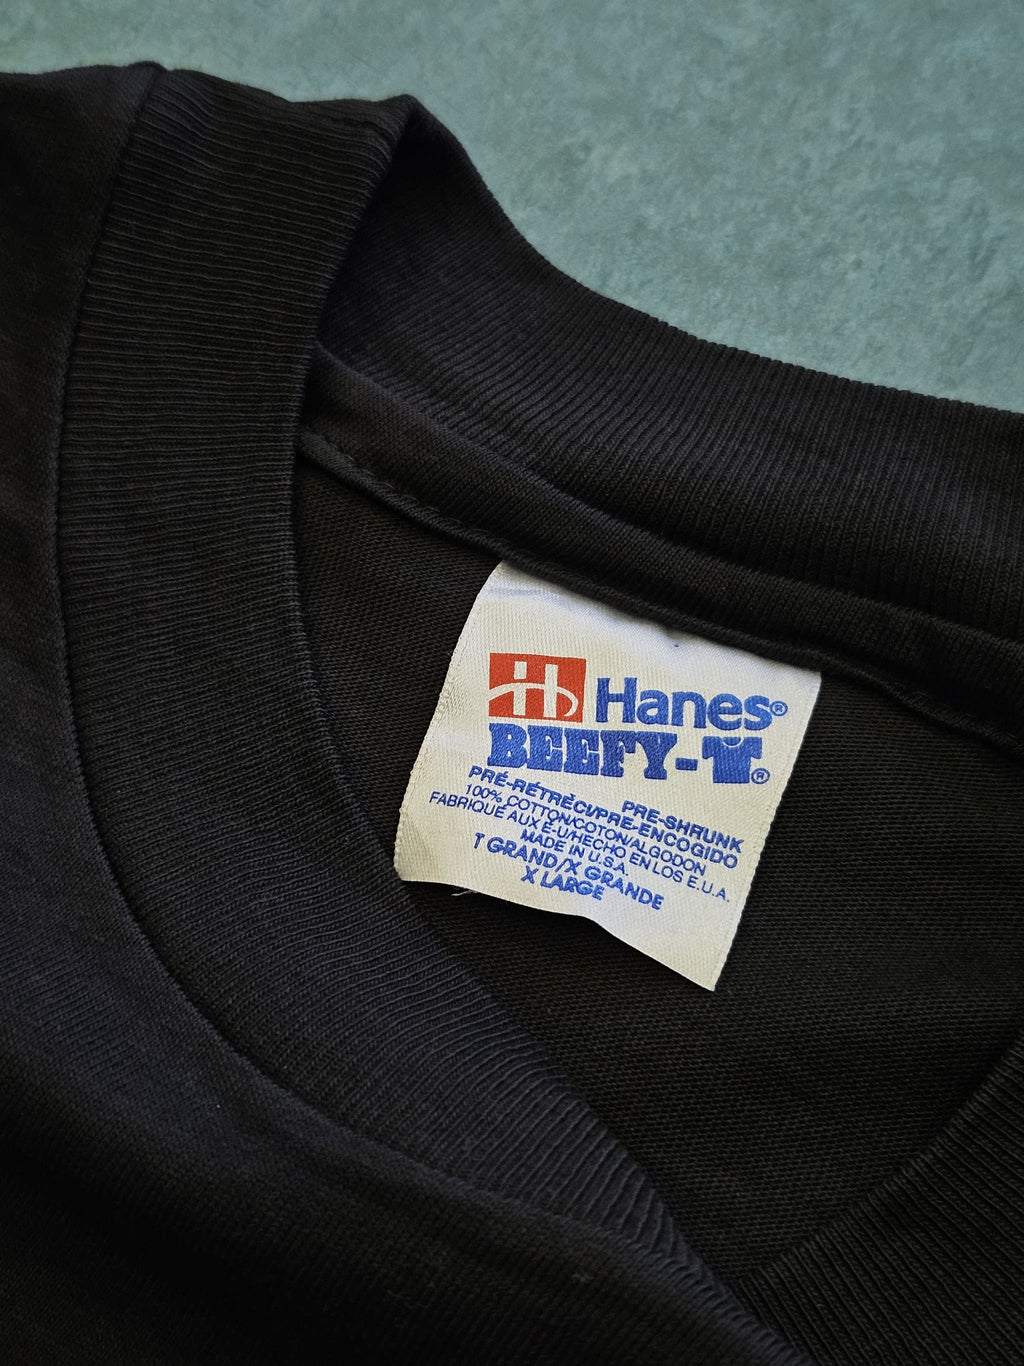 H Hanes®
BEEFY-T®
PRÉ-RÉTRÉCI/PRE-SHRUNK
PRE-ENCOGIDO
100% COTTON/COTON/ALGODON
FABRIQUÉ AUX É-U/HECHO EN LOS E.U.A.
MADE IN U.S.A.
T GRAND/X GRANDE
X LARGE